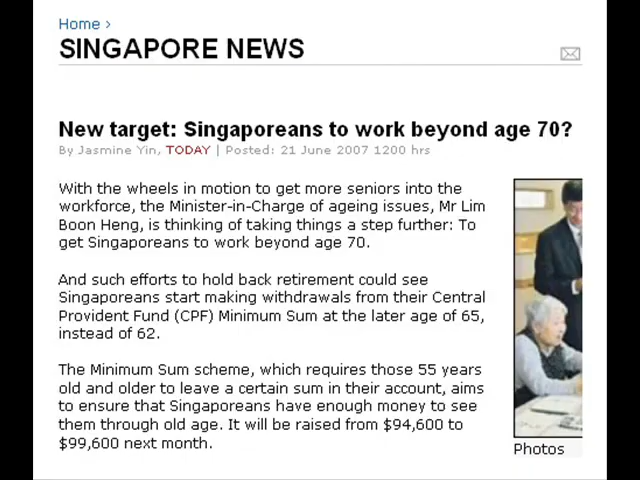 Home ›
SINGAPORE NEWS
New target: Singaporeans to work beyond age 70?
By Jasmine Yin, TODAY | Posted: 21 June 2007 1200 hrs
With the wheels in motion to get more seniors into the
workforce, the Minister-in-Charge of ageing issues, Mr Lim
Boon Heng, is thinking of taking things a step further: To
get Singaporeans to work beyond age 70.
And such efforts to hold back retirement could see
Singaporeans start making withdrawals from their Central
Provident Fund (CPF) Minimum Sum at the later age of 65,
instead of 62.
The Minimum Sum scheme, which requires those 55 years
old and older to leave a certain sum in their account, aims
to ensure that Singaporeans have enough money to see
them through old age. It will be raised from $94,600 to
$99,600 next month.
Photos